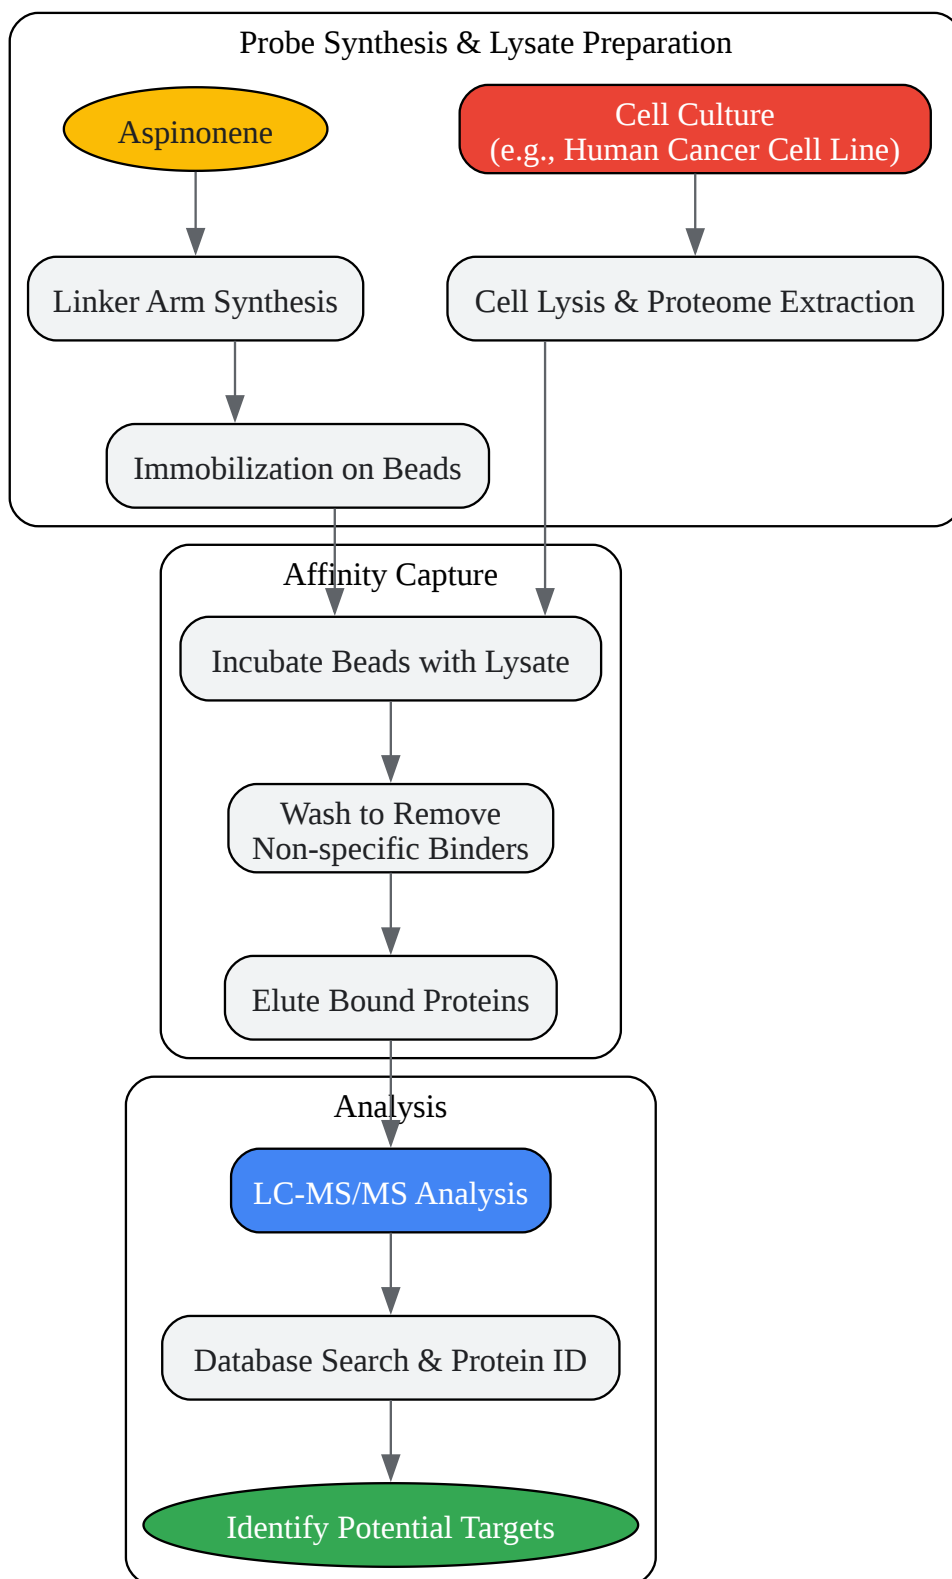 Probe Synthesis & Lysate Preparation
Aspinonene
Cell Culture
(e.g., Human Cancer Cell Line)
Linker Arm Synthesis
Cell Lysis & Proteome Extraction
Immobilization on Beads
Affinity Capture
Incubate Beads with Lysate
Wash to Remove
Non-specific Binders
Elute Bound Proteins
Analysis
LC-MS/MS Analysis
Database Search & Protein ID
Identify Potential Targets